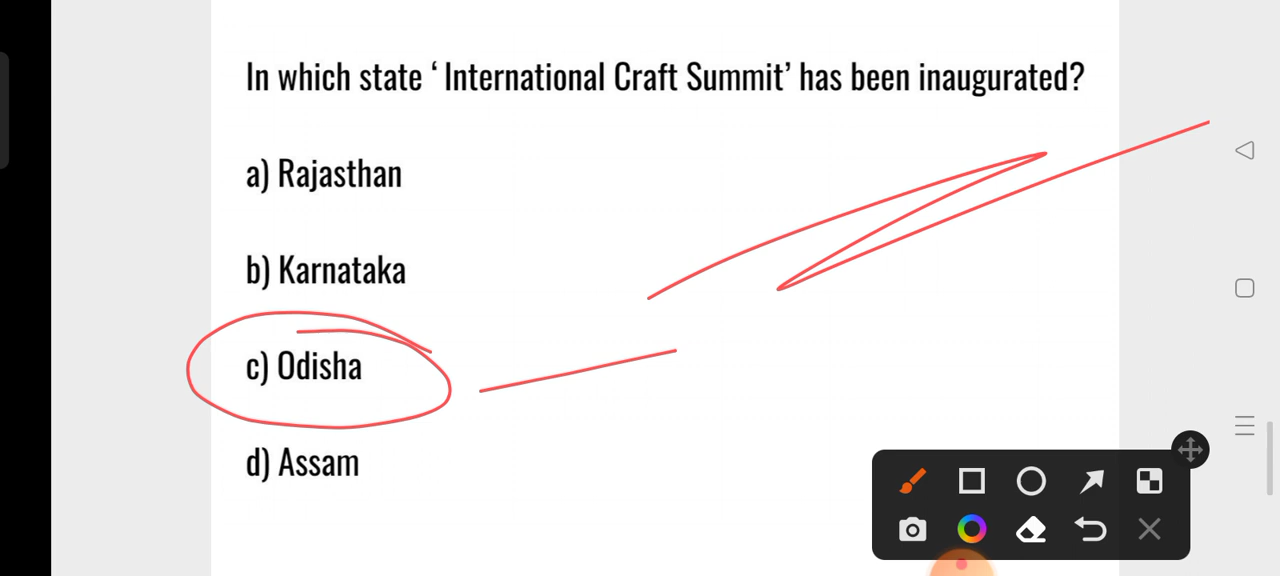 In which state ‘ International Craft Summit’ has been inaugurated?
a) Rajasthan
b) Karnataka
c) Odisha
d) Assam